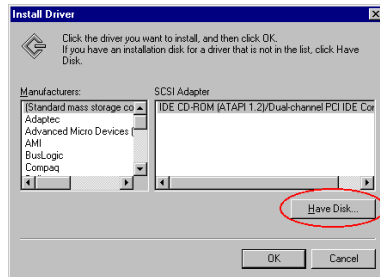 Install Driver
Click the driver you want to install, and then click OK.
If you have an installation disk for a driver that is not in the list, click Have
Disk.
Manufacturers:
(Standard mass storage co
Adaptec
Advanced Micro Devices (
AMI
BusLogic
Compaq
SCSI Adapter
IDE CD-ROM (ATAPI 1.2)/Dual-channel PCI IDE Cor
Have Disk...
OK
Cancel